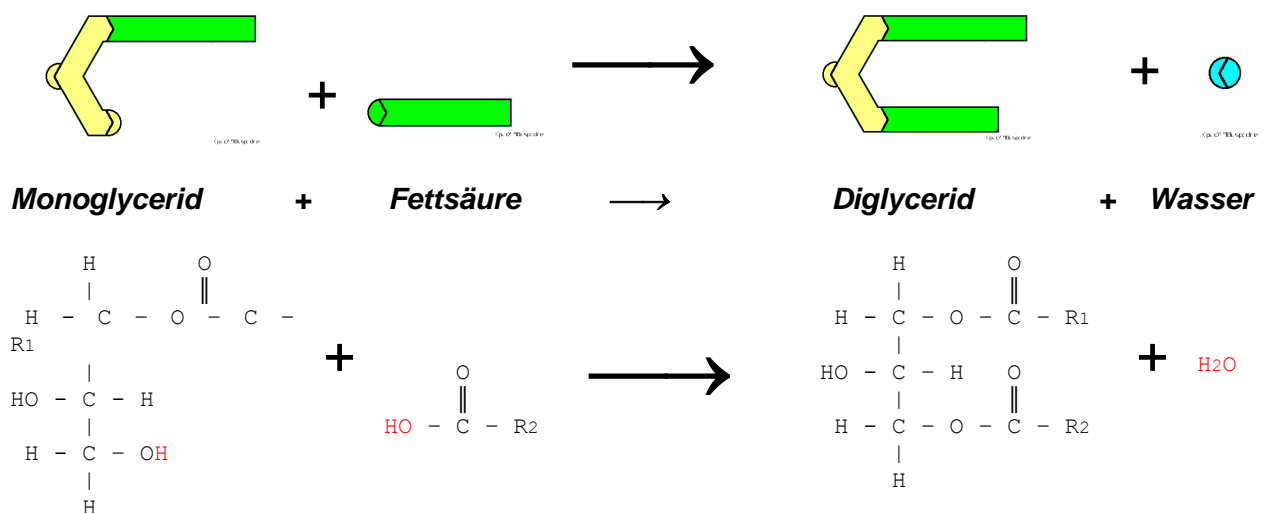 + +
Monoglycerid + Fettsäure → Diglycerid + Wasser
H O H O
| ‖ | ‖
H – C – O – C – H – C – O – C – R1
R1 + | + H2O
| O HO – C – H O
HO – C – H ‖ | ‖
| HO – C – R2 H – C – O – C – R2
H – C – OH |
| H
H